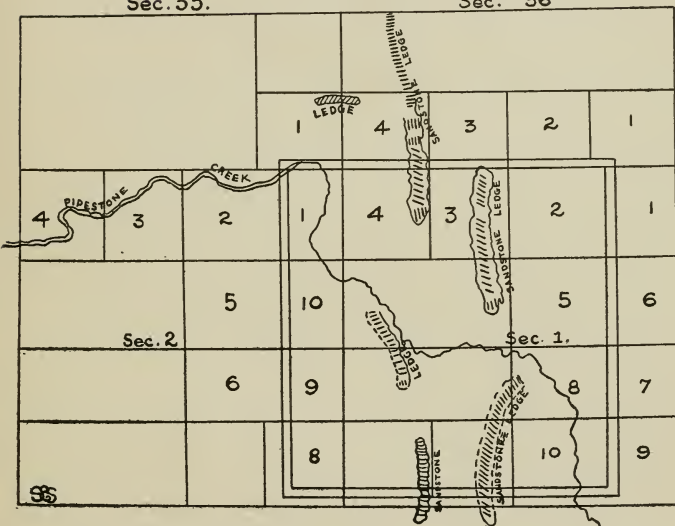 Sec. 35. Sec. 36
SANDSTONE LEDGE
LEDGE
1 4 3 2 1
PIPESTONE CREEK
4 3 2 1 4 3 2 1
SANDSTONE LEDGE
5 10 5 6
Sec. 2 Sec. 1.
LEDGE
6 9 8 7
SANDSTONE LEDGE
8 10 9
SANDSTONE